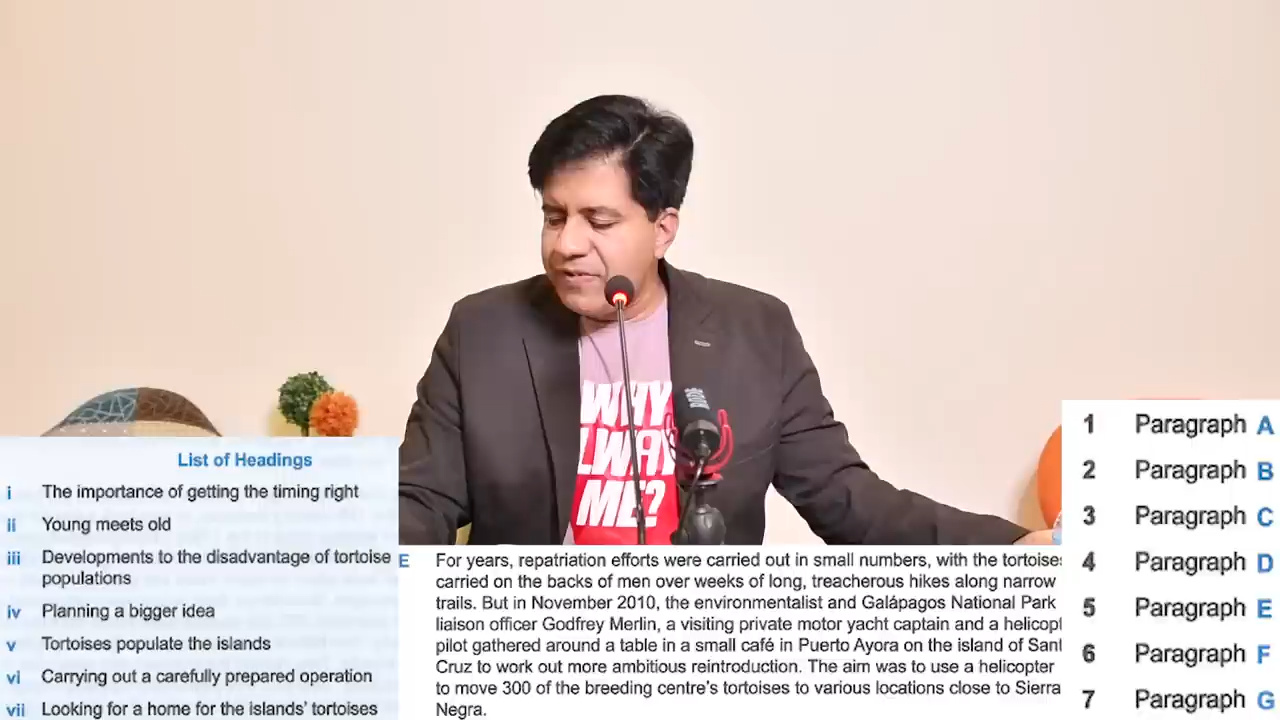 RODE
WHY
LWAY
ME?
List of Headings
i The importance of getting the timing right
ii Young meets old
iii Developments to the disadvantage of tortoise
populations
iv Planning a bigger idea
v Tortoises populate the islands
vi Carrying out a carefully prepared operation
vii Looking for a home for the islands' tortoises
E For years, repatriation efforts were carried out in small numbers, with the tortoises
carried on the backs of men over weeks of long, treacherous hikes along narrow
trails. But in November 2010, the environmentalist and Galápagos National Park
liaison officer Godfrey Merlin, a visiting private motor yacht captain and a helicopt
pilot gathered around a table in a small café in Puerto Ayora on the island of Sant
Cruz to work out more ambitious reintroduction. The aim was to use a helicopter
to move 300 of the breeding centre's tortoises to various locations close to Sierra
Negra.
1 Paragraph A
2 Paragraph B
3 Paragraph C
4 Paragraph D
5 Paragraph E
6 Paragraph F
7 Paragraph G